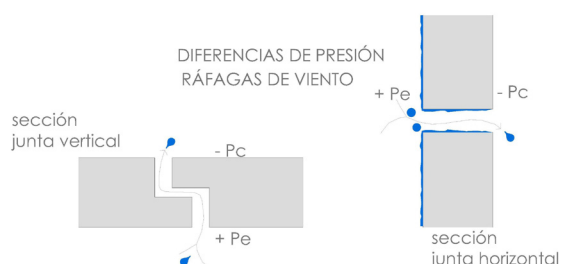 DIFERENCIAS DE PRESIÓN
RÁFAGAS DE VIENTO
+ Pe
- Pc
sección
junta vertical
- Pc
+ Pe
sección
junta horizontal